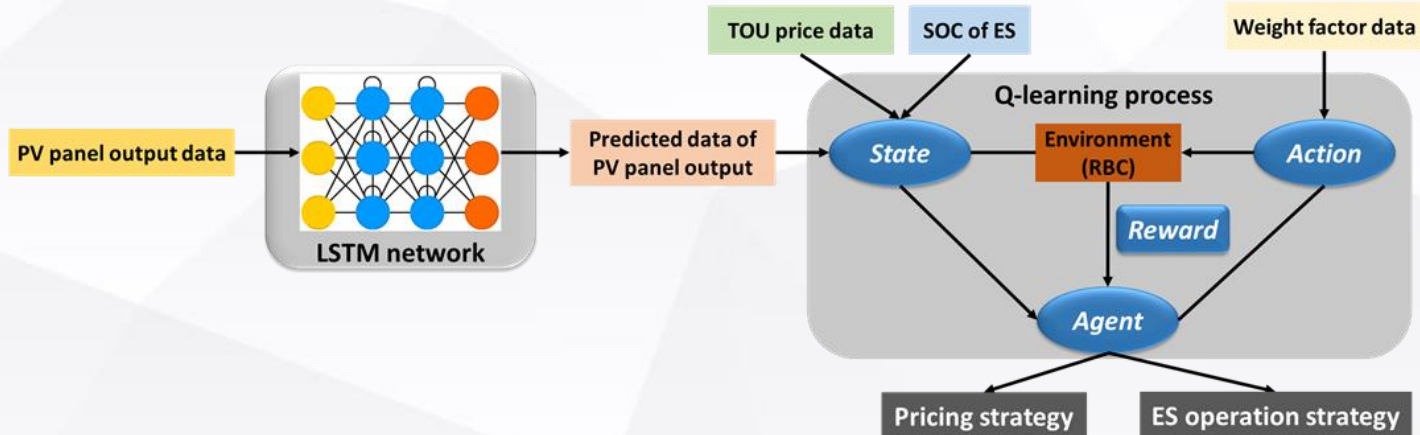 TOU price data
SOC of ES
Weight factor data
Q-learning process
PV panel output data
LSTM network
Predicted data of
PV panel output
State
Environment
(RBC)
Action
Reward
Agent
Pricing strategy
ES operation strategy